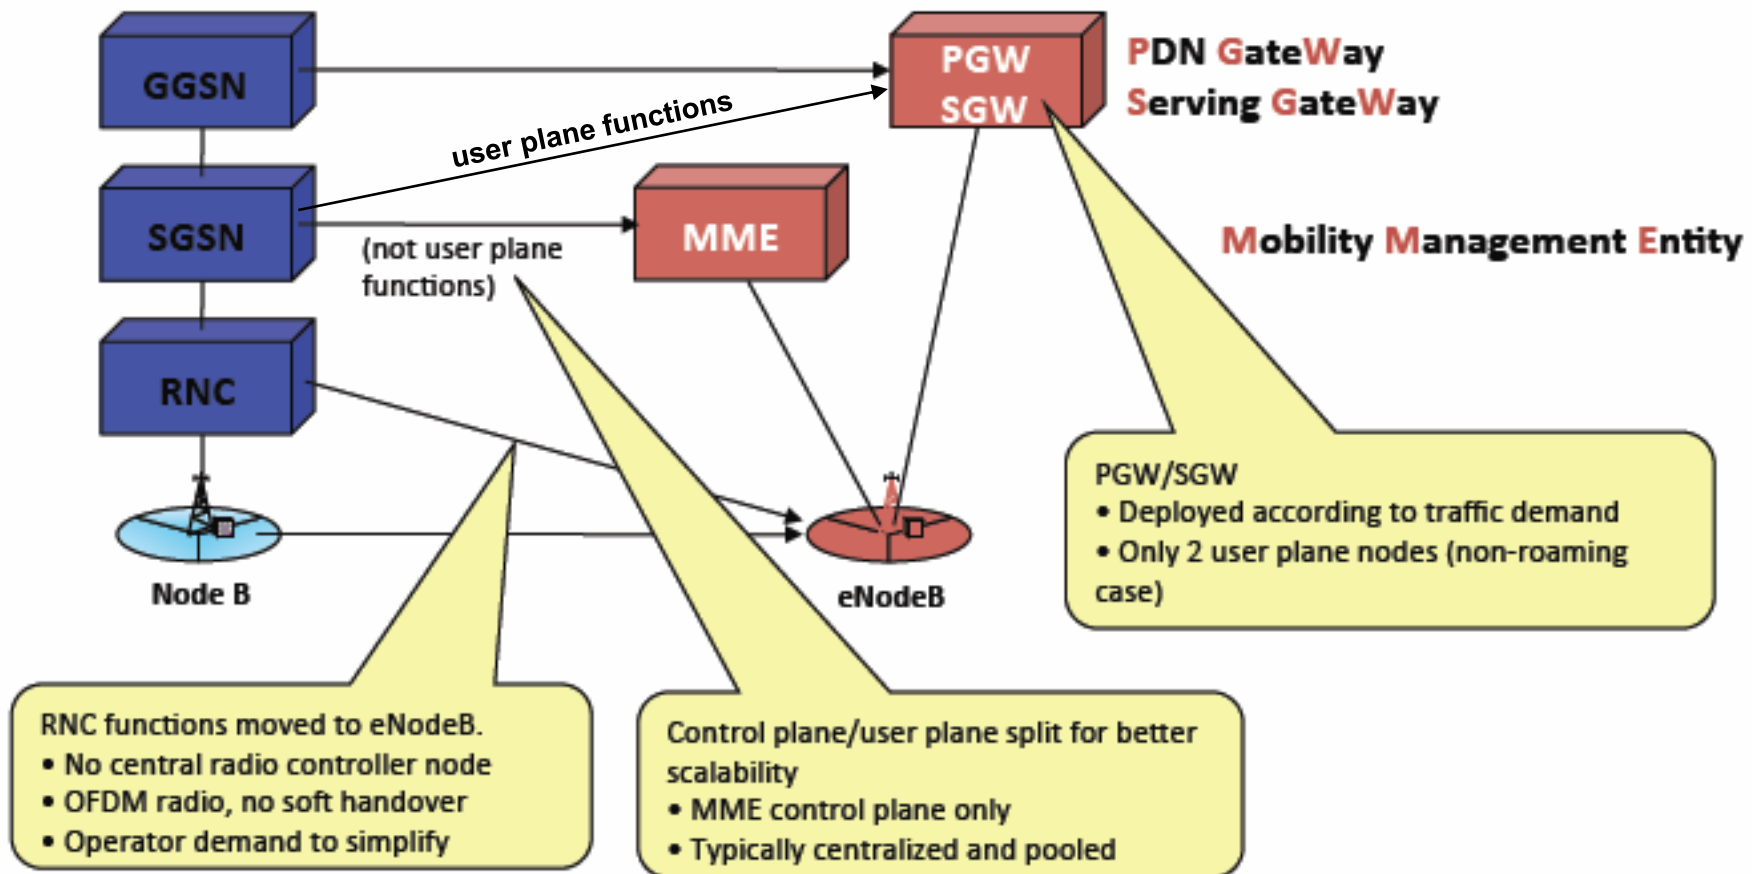 GGSN
PGW
SGW
PDN GateWay
Serving GateWay
user plane functions
SGSN
(not user plane
functions)
MME
Mobility Management Entity
RNC
Node B
eNodeB
PGW/SGW
• Deployed according to traffic demand
• Only 2 user plane nodes (non-roaming
case)
RNC functions moved to eNodeB.
• No central radio controller node
• OFDM radio, no soft handover
• Operator demand to simplify
Control plane/user plane split for better
scalability
• MME control plane only
• Typically centralized and pooled